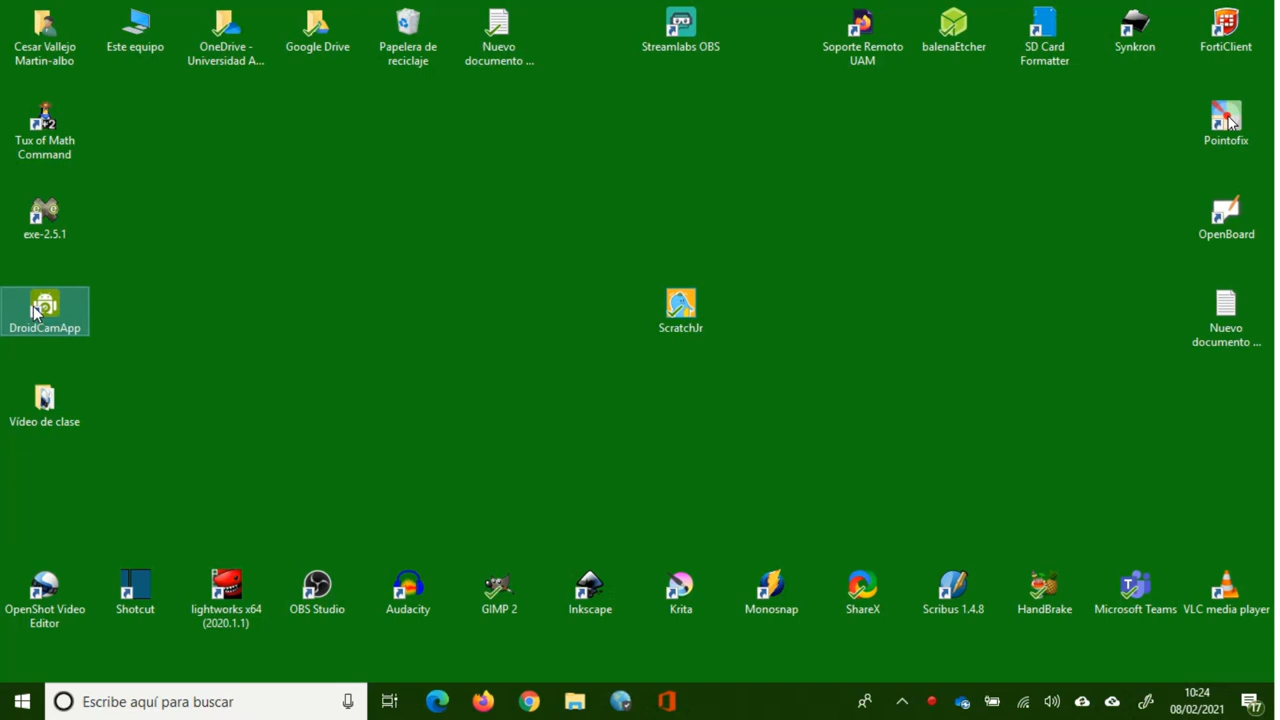 Cesar Vallejo
Martin-albo
Este equipo
OneDrive -
Universidad A...
Google Drive
Papelera de
reciclaje
Nuevo
documento ...
Streamlabs OBS
Soporte Remoto
UAM
balenaEtcher
SD Card
Formatter
Synkron
FortiClient
Tux of Math
Command
Pointofix
exe-2.5.1
OpenBoard
DroidCamApp
ScratchJr
Nuevo
documento ...
Vídeo de clase
OpenShot Video
Editor
Shotcut
lightworks x64
(2020.1.1)
OBS Studio
Audacity
GIMP 2
Inkscape
Krita
Monosnap
ShareX
Scribus 1.4.8
HandBrake
Microsoft Teams
VLC media player
Escribe aquí para buscar
10:24
08/02/2021
17